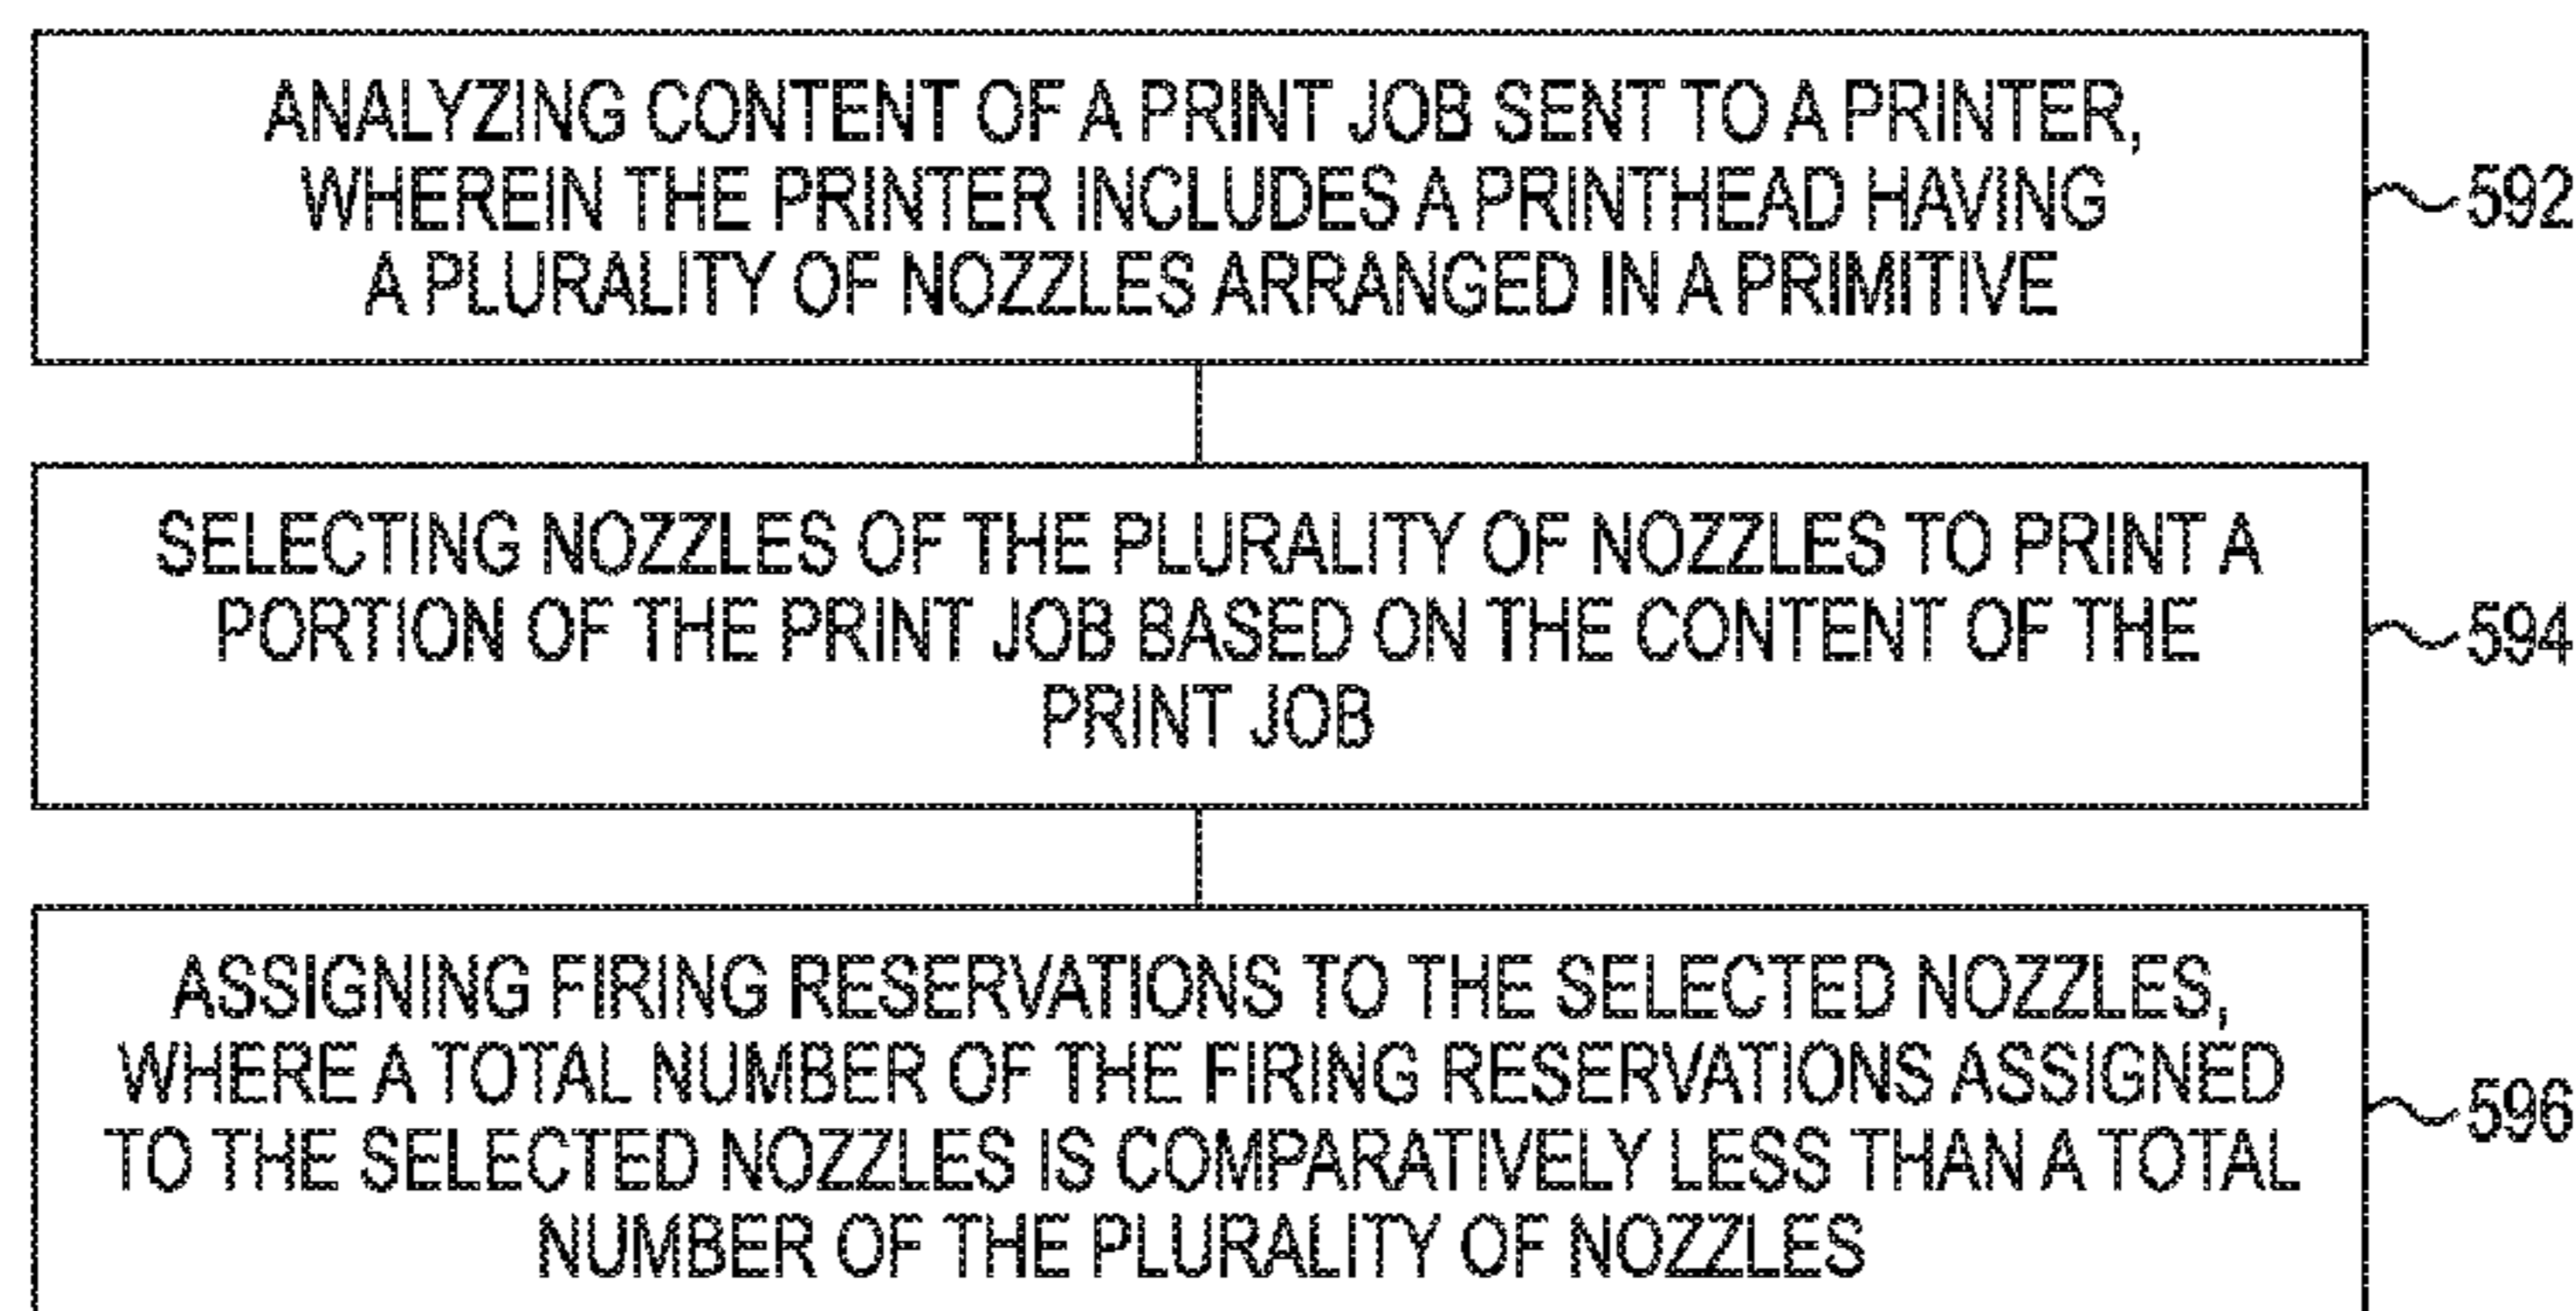 ANALYZING CONTENT OF A PRINT JOB SENT TO A PRINTER,
WHEREIN THE PRINTER INCLUDES A PRINTHEAD HAVING
A PLURALITY OF NOZZLES ARRANGED IN A PRIMITIVE
592
SELECTING NOZZLES OF THE PLURALITY OF NOZZLES TO PRINT A
PORTION OF THE PRINT JOB BASED ON THE CONTENT OF THE
PRINT JOB
594
ASSIGNING FIRING RESERVATIONS TO THE SELECTED NOZZLES,
WHERE A TOTAL NUMBER OF THE FIRING RESERVATIONS ASSIGNED
TO THE SELECTED NOZZLES IS COMPARATIVELY LESS THAN A TOTAL
NUMBER OF THE PLURALITY OF NOZZLES
596